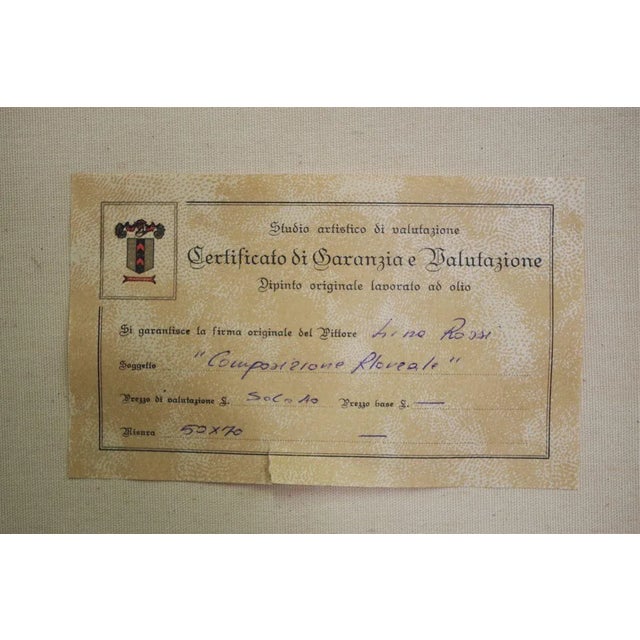 Studio artistico di valutazione
Certificato di Garanzia e Valutazione
Dipinto originale lavorato ad olio
Si garantisce la firma originale del Pittore Lino Rossi
Soggetto "Composizione Floreale"
Prezzo di valutazione £. Prezzo base £. —
Misura 50x70 —